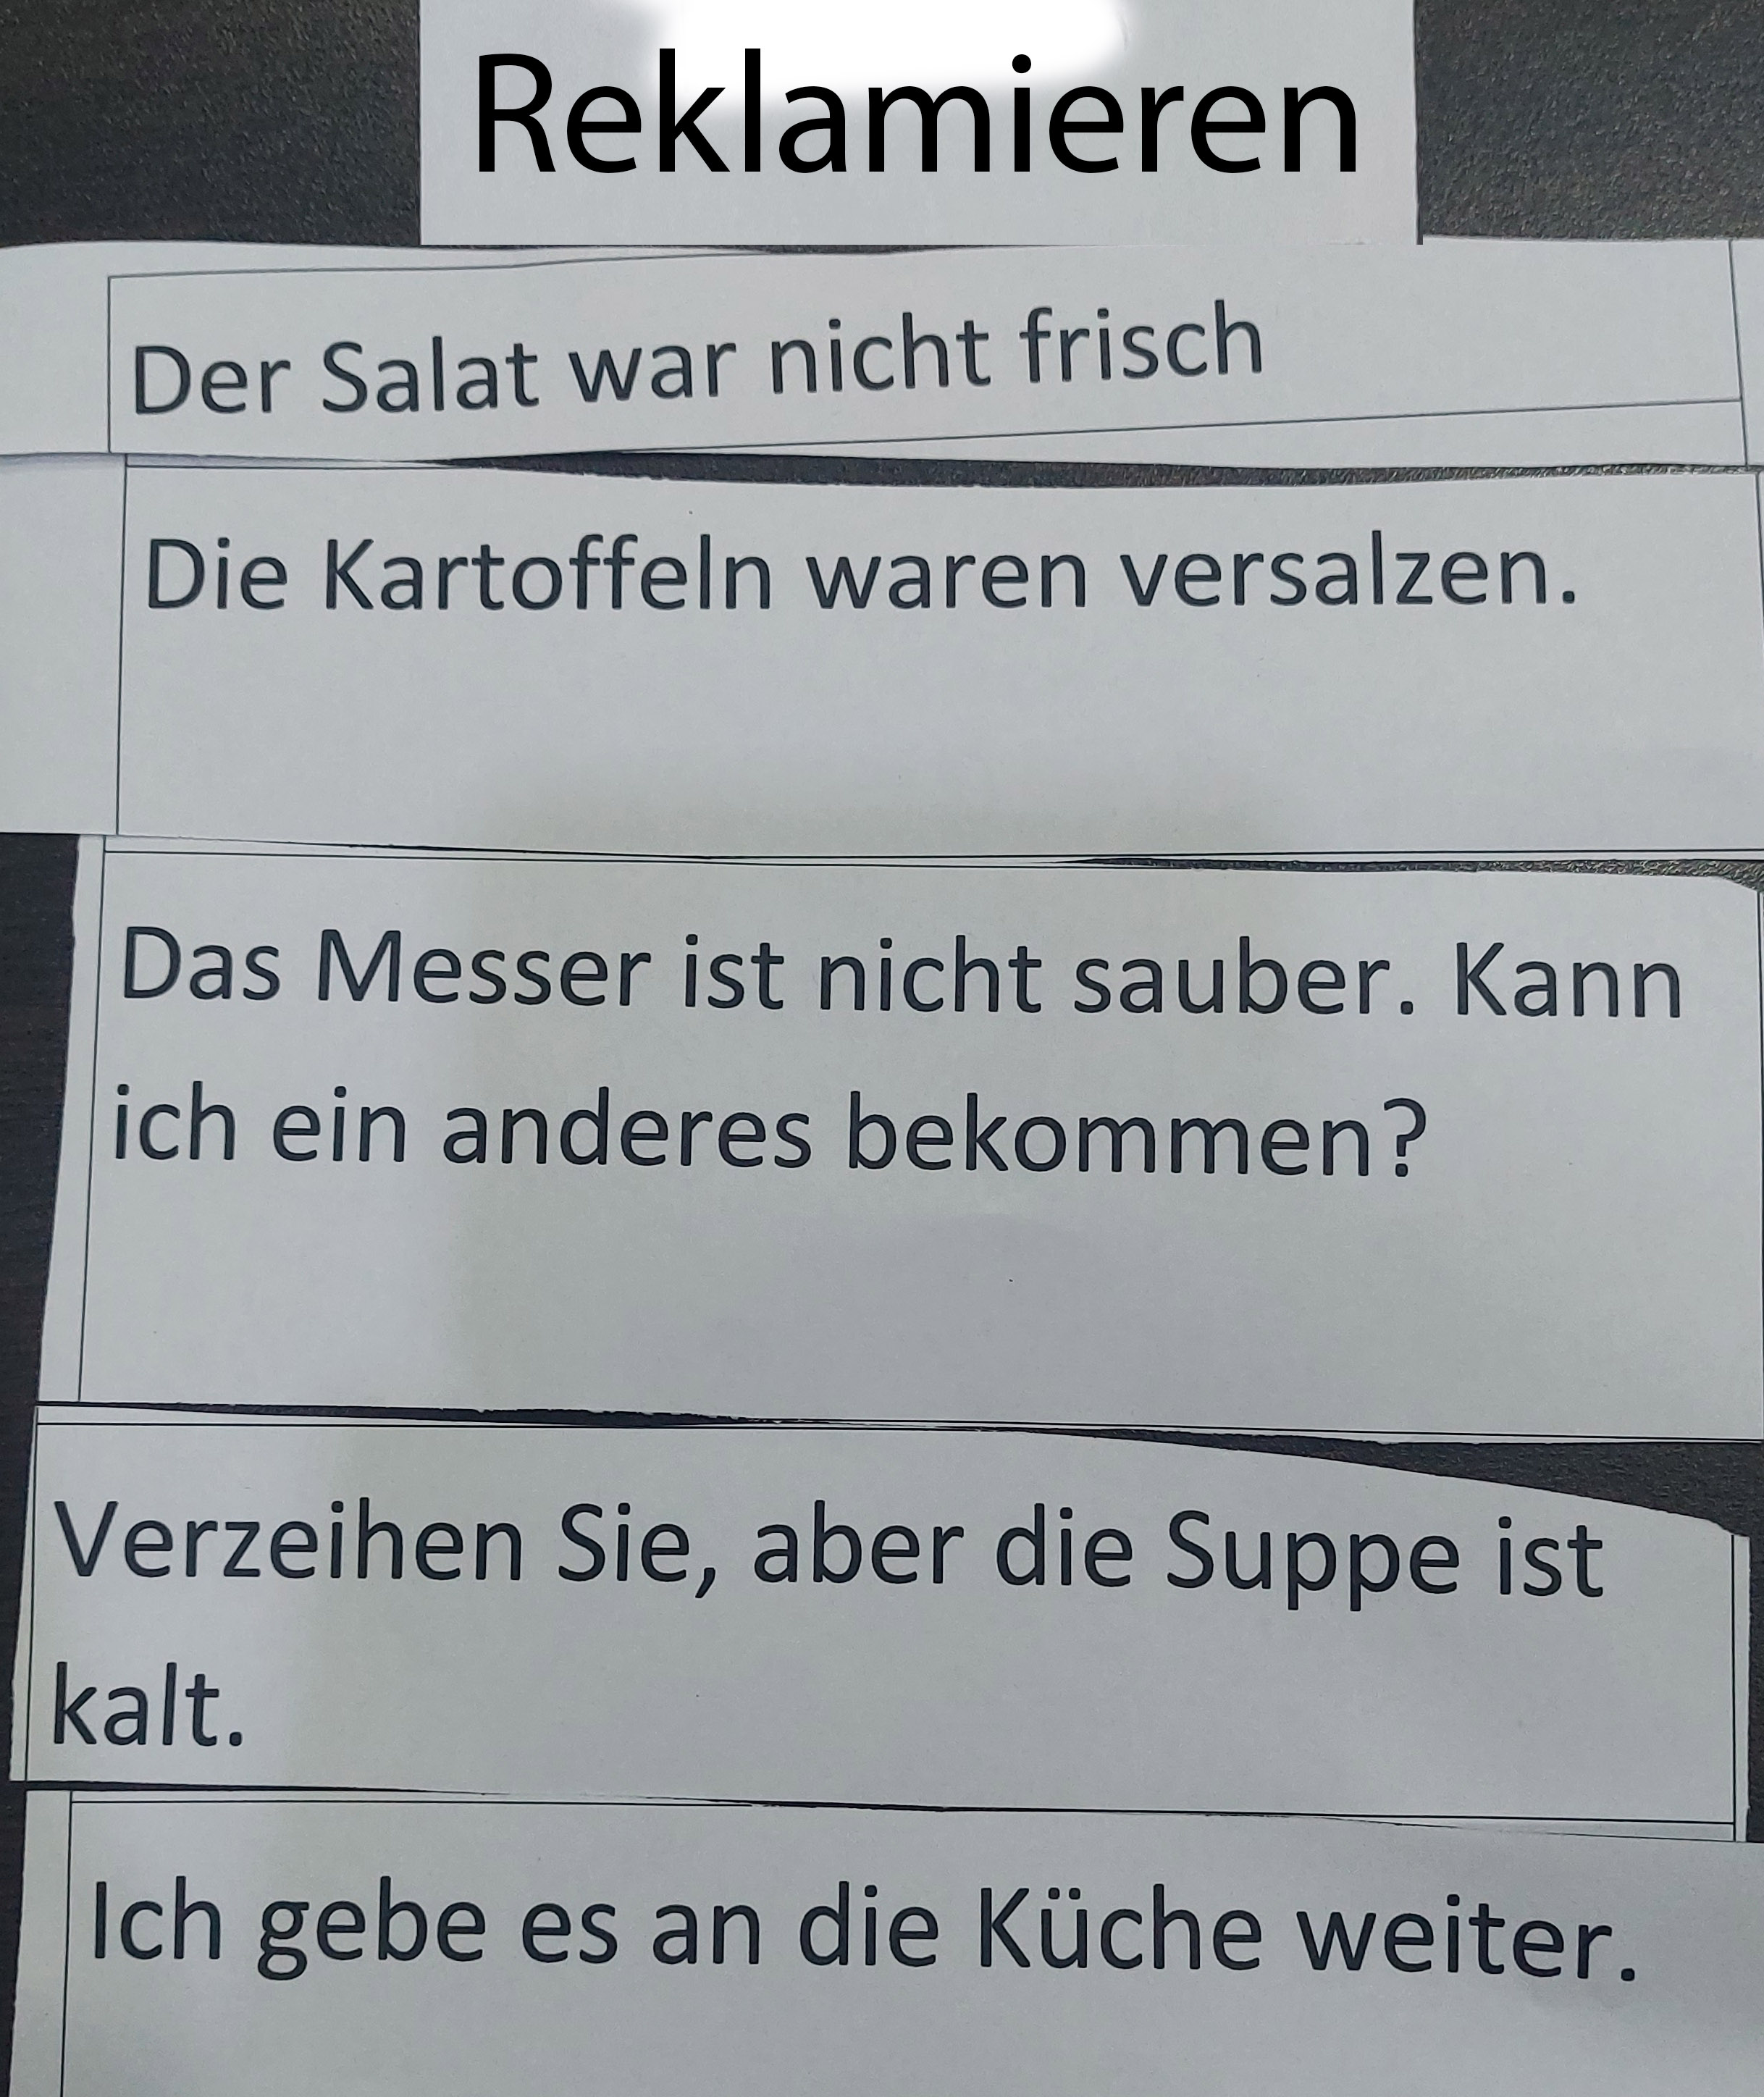 Reklamieren
Der Salat war nicht frisch
Die Kartoffeln waren versalzen.
Das Messer ist nicht sauber. Kann
ich ein anderes bekommen?
Verzeihen Sie, aber die Suppe ist
kalt.
Ich gebe es an die Küche weiter.